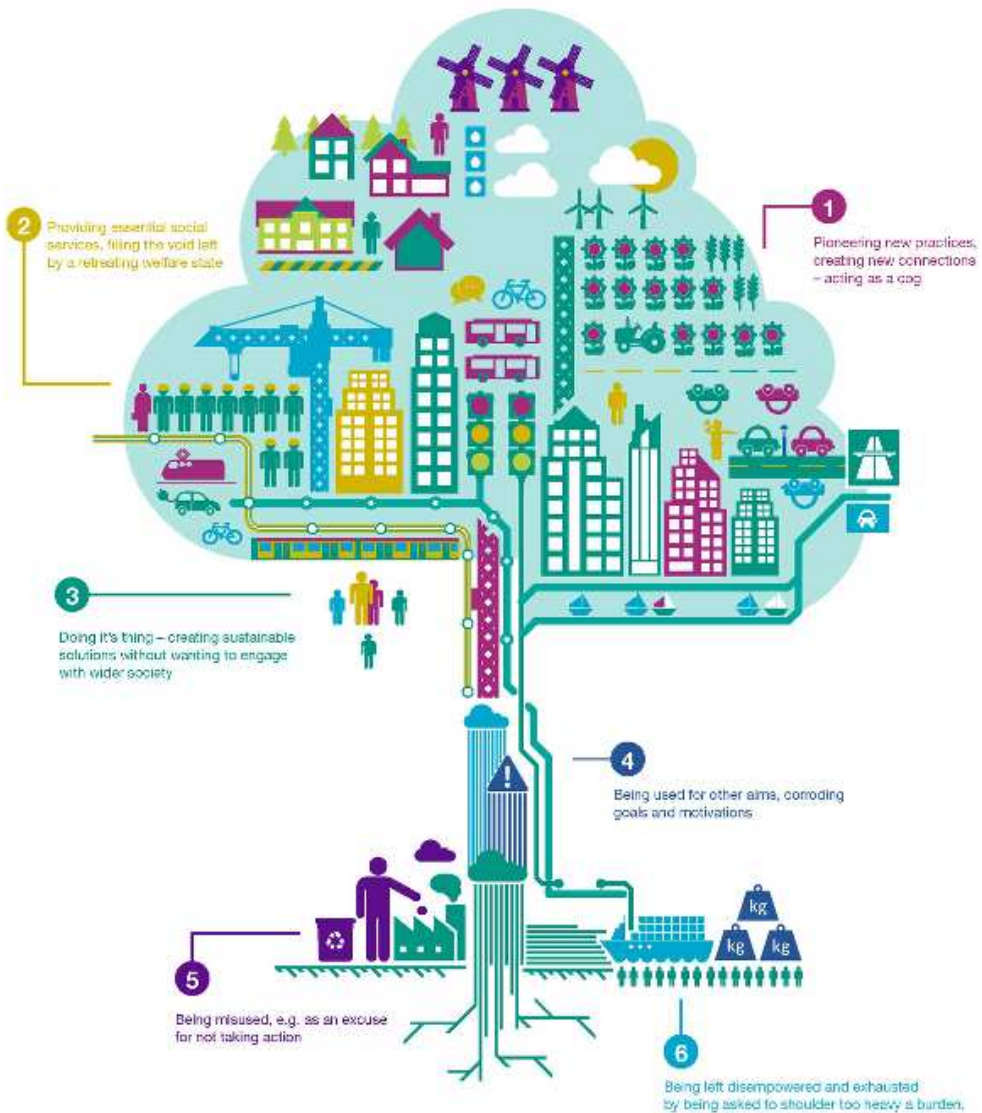 1
Pioneering new practices,
creating new connections
– acting as a cog
2
Providing essential social
services, filling the void left
by a retreating welfare state
3
Doing it's thing – creating sustainable
solutions without wanting to engage
with wider society
!
4
Being used for other aims, corroding
goals and motivations
kg
kg
kg
5
Being misused, e.g. as an excuse
for not taking action
6
Being left disempowered and exhausted
by being asked to shoulder too heavy a burden.